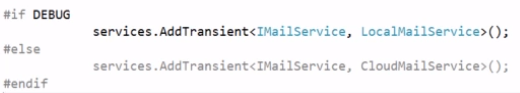 #if DEBUG
            services.AddTransient<IMailService, LocalMailService>();
#else
            services.AddTransient<IMailService, CloudMailService>();
#endif